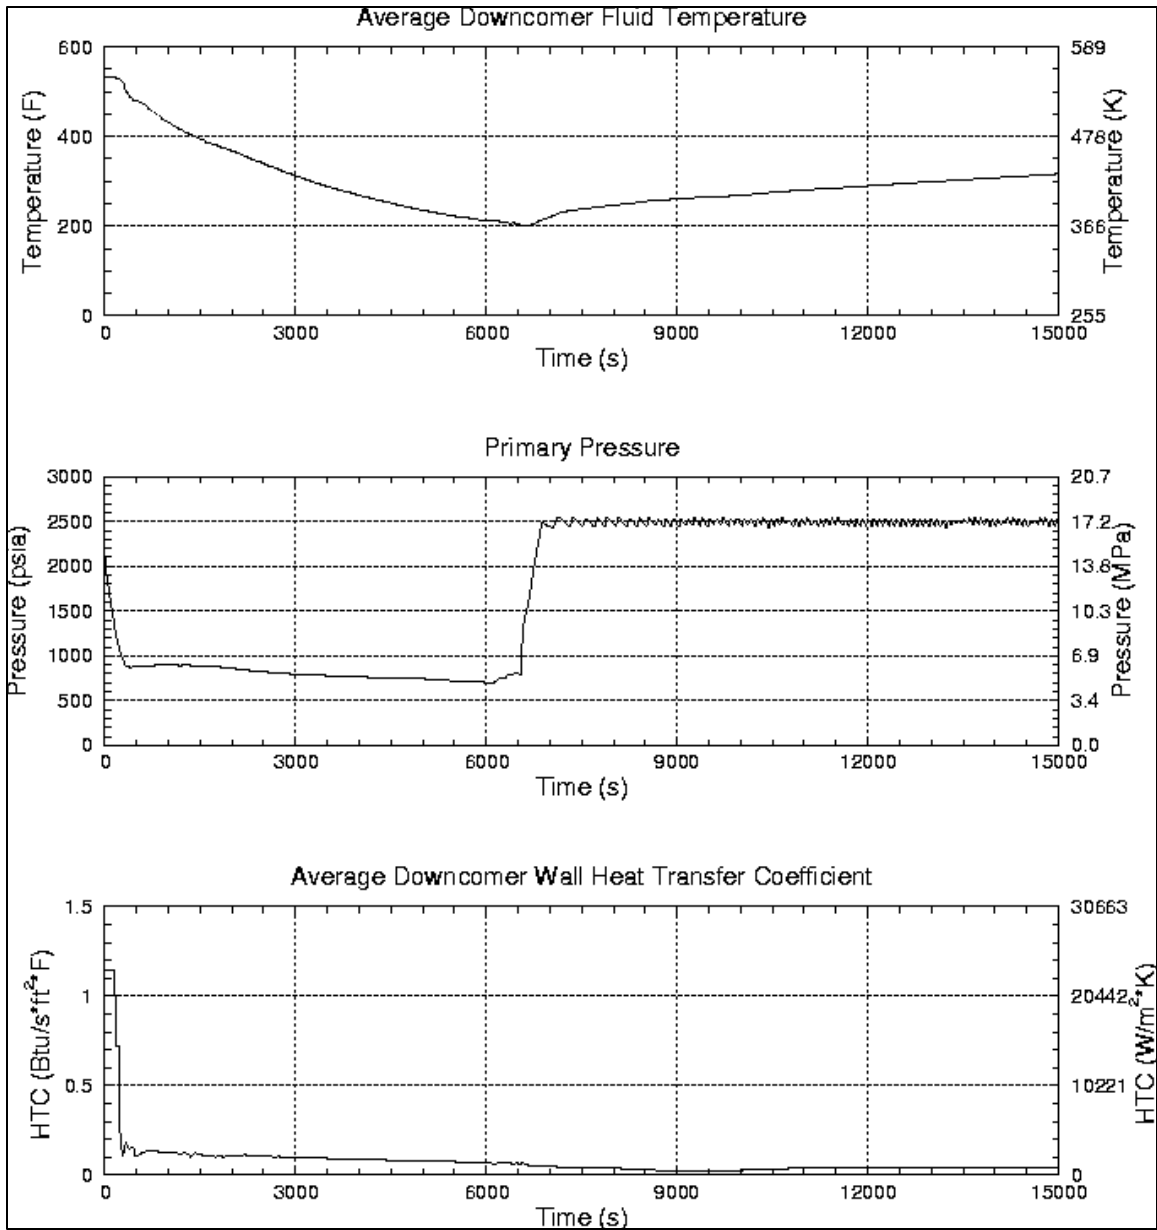 Average Downcomer Fluid Temperature
600 589
400 478
200 366
0 255
Temperature (F)
Temperature (K)
0 3000 6000 9000 12000 15000
Time (s)
Primary Pressure
3000 20.7
2500 17.2
2000 13.8
1500 10.3
1000 6.9
500 3.4
0 0.0
Pressure (psia)
Pressure (MPa)
0 3000 6000 9000 12000 15000
Time (s)
Average Downcomer Wall Heat Transfer Coefficient
1.5 30663
1 20442
0.5 10221
0 0
HTC (Btu/s*ft²*F)
HTC (W/m²*K)
0 3000 6000 9000 12000 15000
Time (s)